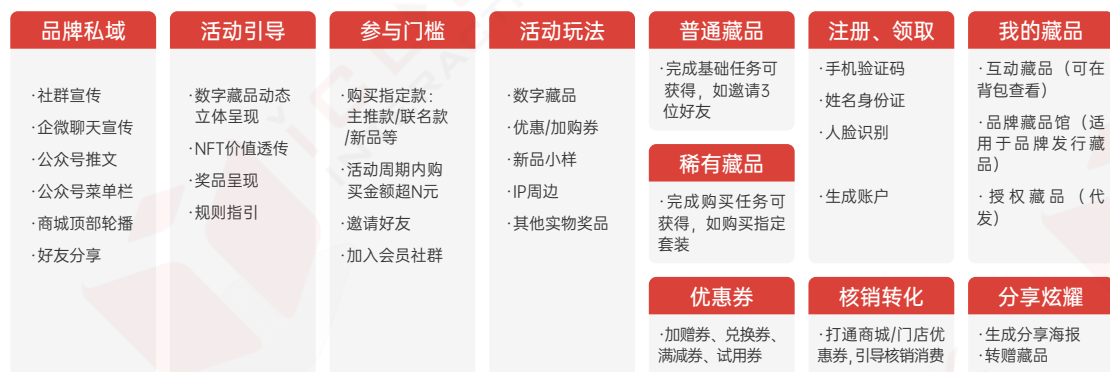 品牌私域
·社群宣传
·企微聊天宣传
·公众号推文
·公众号菜单栏
·商城顶部轮播
·好友分享
活动引导
·数字藏品动态
立体呈现
·NFT价值透传
·奖品呈现
·规则指引
参与门槛
·购买指定款：
主推款/联名款
/新品等
·活动周期内购
买金额超N元
·邀请好友
·加入会员社群
活动玩法
·数字藏品
·优惠/加购券
·新品小样
·IP周边
·其他实物奖品
普通藏品
·完成基础任务可
获得，如邀请3
位好友
稀有藏品
·完成购买任务可
获得，如购买指定
套装
优惠券
·加赠券、兑换券、
满减券、试用券
注册、领取
·手机验证码
·姓名身份证
·人脸识别
·生成账户
核销转化
·打通商城/门店优
惠券,引导核销消费
我的藏品
·互动藏品（可在
背包查看）
·品牌藏品馆（适
用于品牌发行藏
品）
·授权藏品（代
发）
分享炫耀
·生成分享海报
·转赠藏品